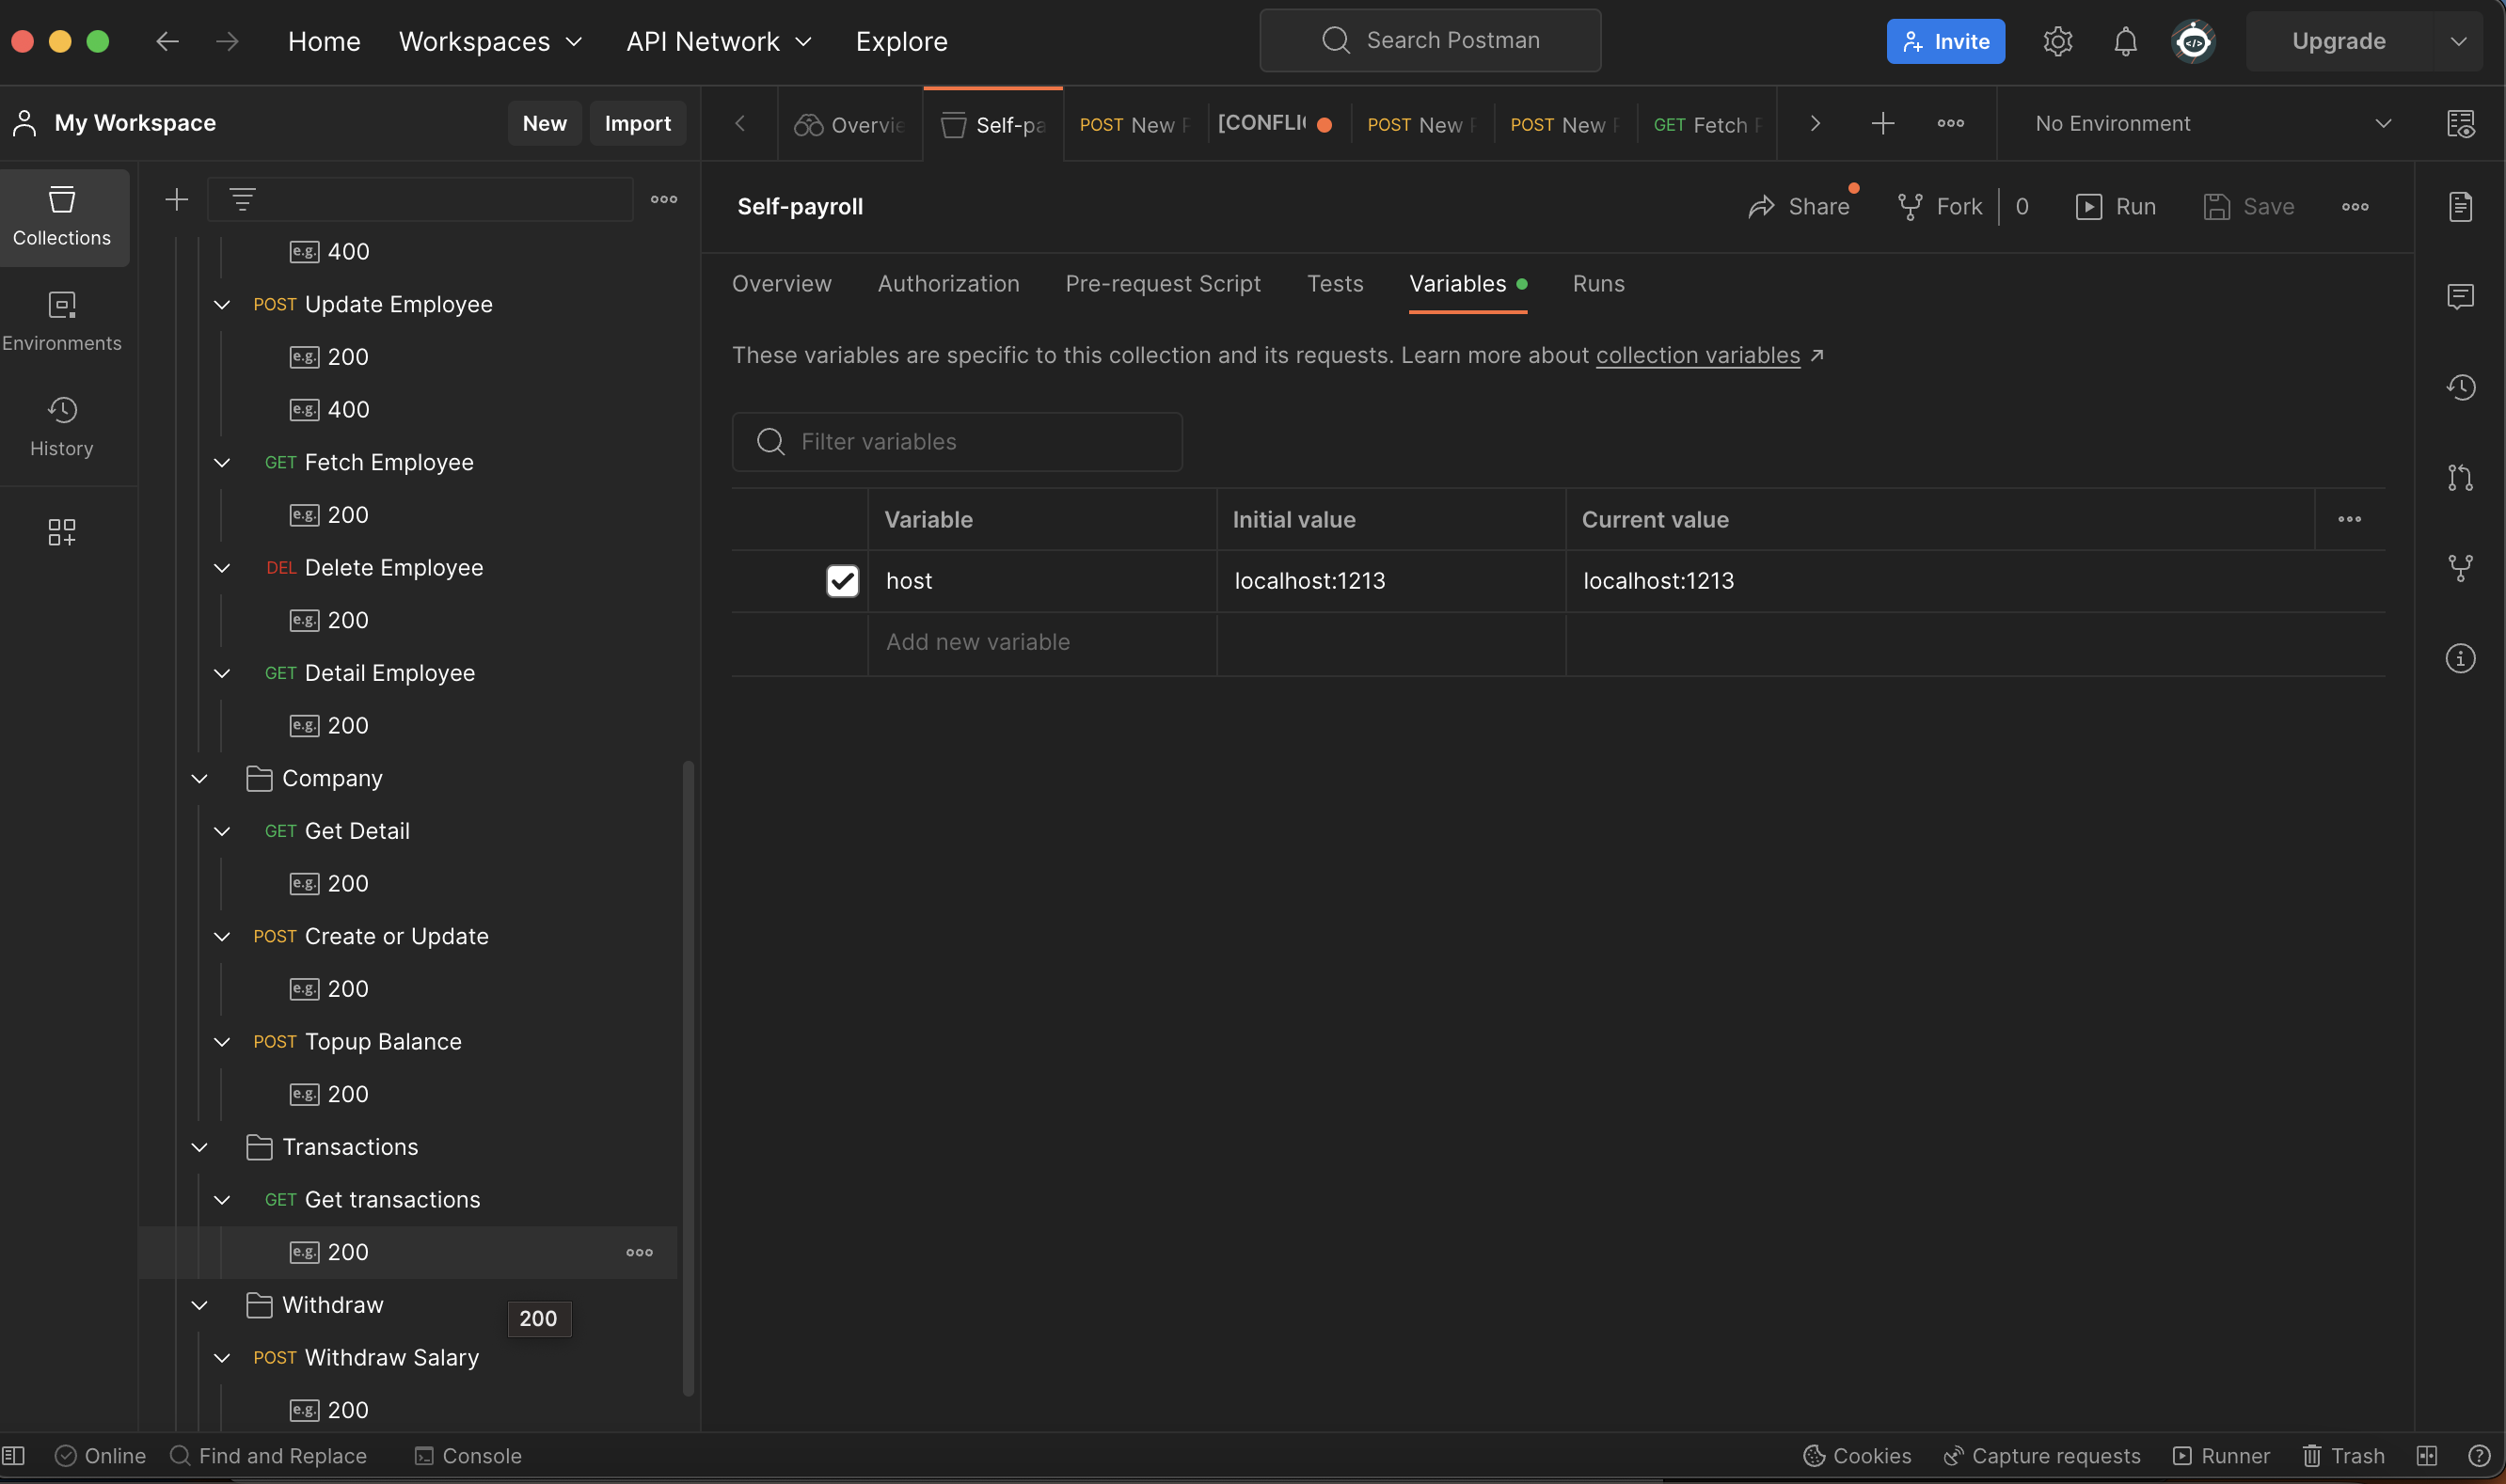 Home Workspaces API Network Explore Search Postman Invite Upgrade
My Workspace New Import
Overvie Self-pa POST New [CONFLI POST New POST New GET Fetch No Environment
Collections
Environments
History
e.g. 400
POST Update Employee
e.g. 200
e.g. 400
GET Fetch Employee
e.g. 200
DEL Delete Employee
e.g. 200
GET Detail Employee
e.g. 200
Company
GET Get Detail
e.g. 200
POST Create or Update
e.g. 200
POST Topup Balance
e.g. 200
Transactions
GET Get transactions
e.g. 200
Withdraw
200
POST Withdraw Salary
e.g. 200
Self-payroll
Share Fork 0 Run Save
Overview Authorization Pre-request Script Tests Variables Runs
These variables are specific to this collection and its requests. Learn more about collection variables ↗
Filter variables
Variable Initial value Current value
host localhost:1213 localhost:1213
Add new variable
Online Find and Replace Console Cookies Capture requests Runner Trash